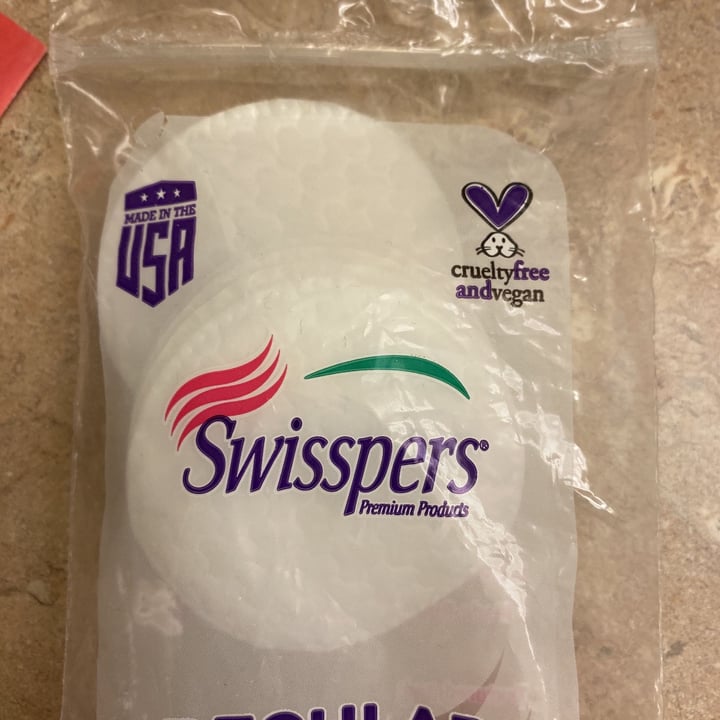 MADE IN THE
USA
crueltyfree
andvegan
Swisspers®
Premium Products